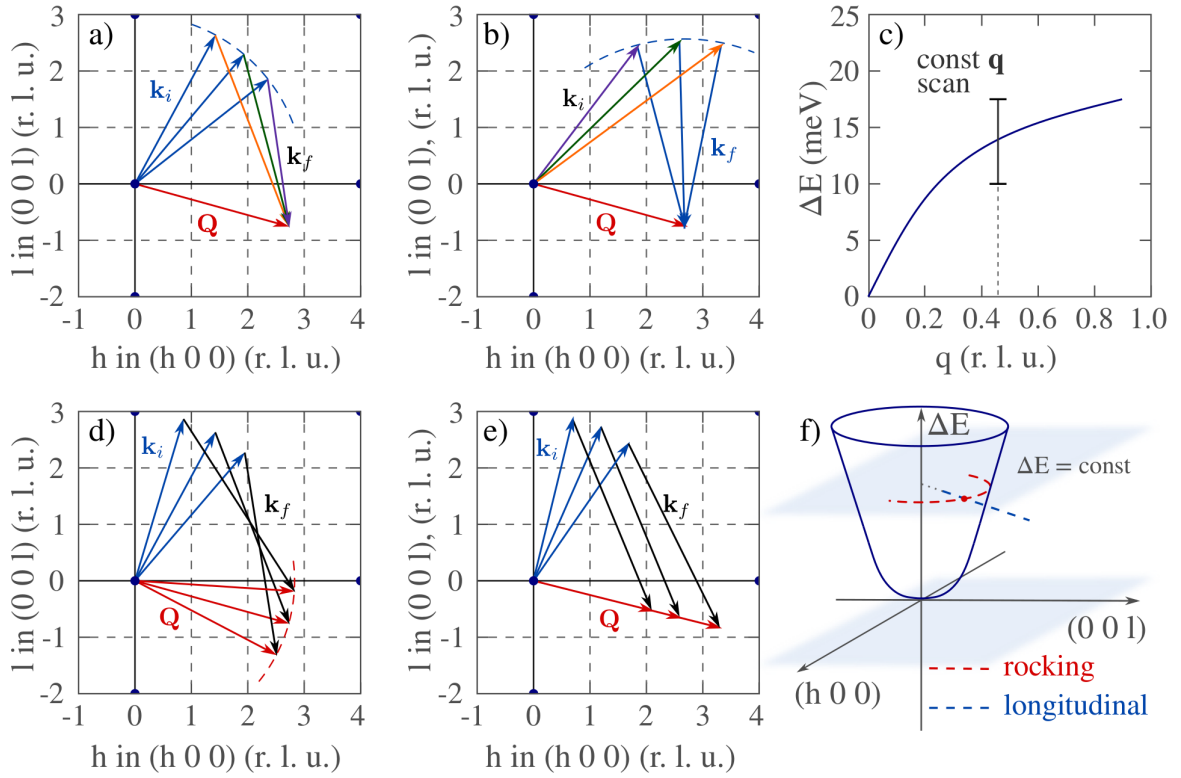 a)
k_i
k_f
Q
3
2
1
0
-1
-2
-1
0
1
2
3
4
l in (0 0 l) (r. l. u.)
h in (h 0 0) (r. l. u.)
b)
k_i
k_f
Q
3
2
1
0
-1
-2
-1
0
1
2
3
4
l in (0 0 l), (r. l. u.)
h in (h 0 0) (r. l. u.)
c)
const q
scan
25
20
15
10
5
0
0
0.2
0.4
0.6
0.8
1.0
ΔE (meV)
q (r. l. u.)
d)
k_i
k_f
Q
3
2
1
0
-1
-2
-1
0
1
2
3
4
l in (0 0 l) (r. l. u.)
h in (h 0 0) (r. l. u.)
e)
k_i
k_f
Q
3
2
1
0
-1
-2
-1
0
1
2
3
4
l in (0 0 l), (r. l. u.)
h in (h 0 0) (r. l. u.)
f)
ΔE
ΔE = const
(0 0 l)
(h 0 0)
rocking
longitudinal